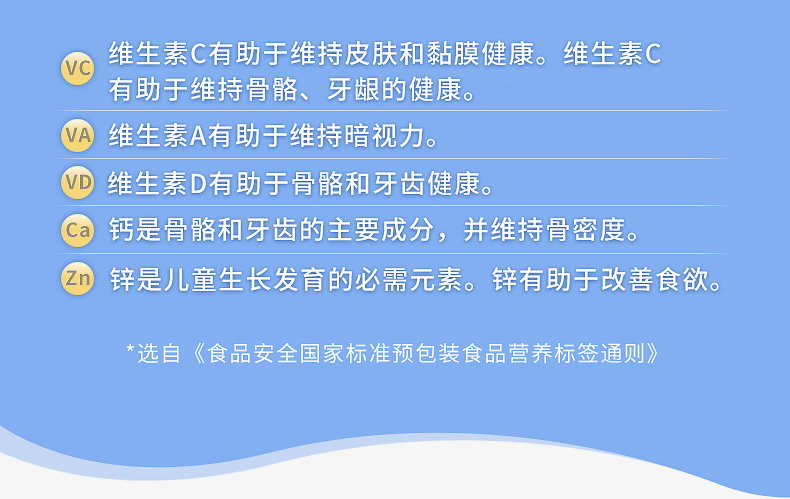 VC
维生素C有助于维持皮肤和黏膜健康。维生素C
有助于维持骨骼、牙龈的健康。
VA
维生素A有助于维持暗视力。
VD
维生素D有助于骨骼和牙齿健康。
Ca
钙是骨骼和牙齿的主要成分，并维持骨密度。
Zn
锌是儿童生长发育的必需元素。锌有助于改善食欲。
*选自《食品安全国家标准预包装食品营养标签通则》